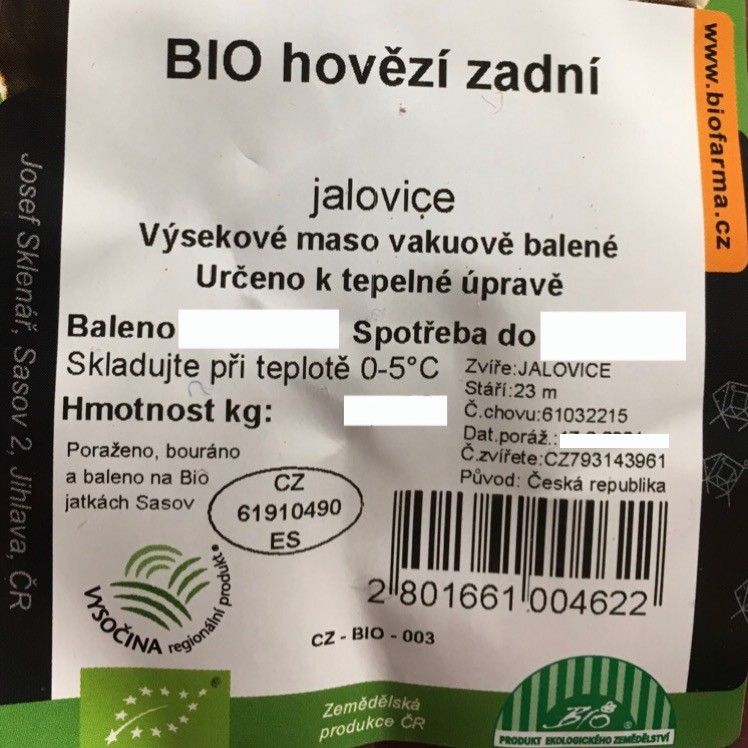 BIO hovězí zadní
www.biofarma.cz
jalovice
Výsekové maso vakuově balené
Určeno k tepelné úpravě
Baleno
Spotřeba do
Skladujte při teplotě 0-5°C
Hmotnost kg:
Zvíře:JALOVICE
Stáří:23 m
Č.chovu:61032215
Dat.poráž.:
Č.zvířete:CZ793143961
Původ: Česká republika
Poraženo, bouráno
a baleno na Bio
jatkách Sasov
CZ
61910490
ES
2 801661 004622
VYSOČINA regionální produkt
CZ - BIO - 003
Zemědělská
produkce ČR
BIO
PRODUKT EKOLOGICKÉHO ZEMĚDĚLSTVÍ
Josef Sklenář, Sasov 2, Jihlava, ČR